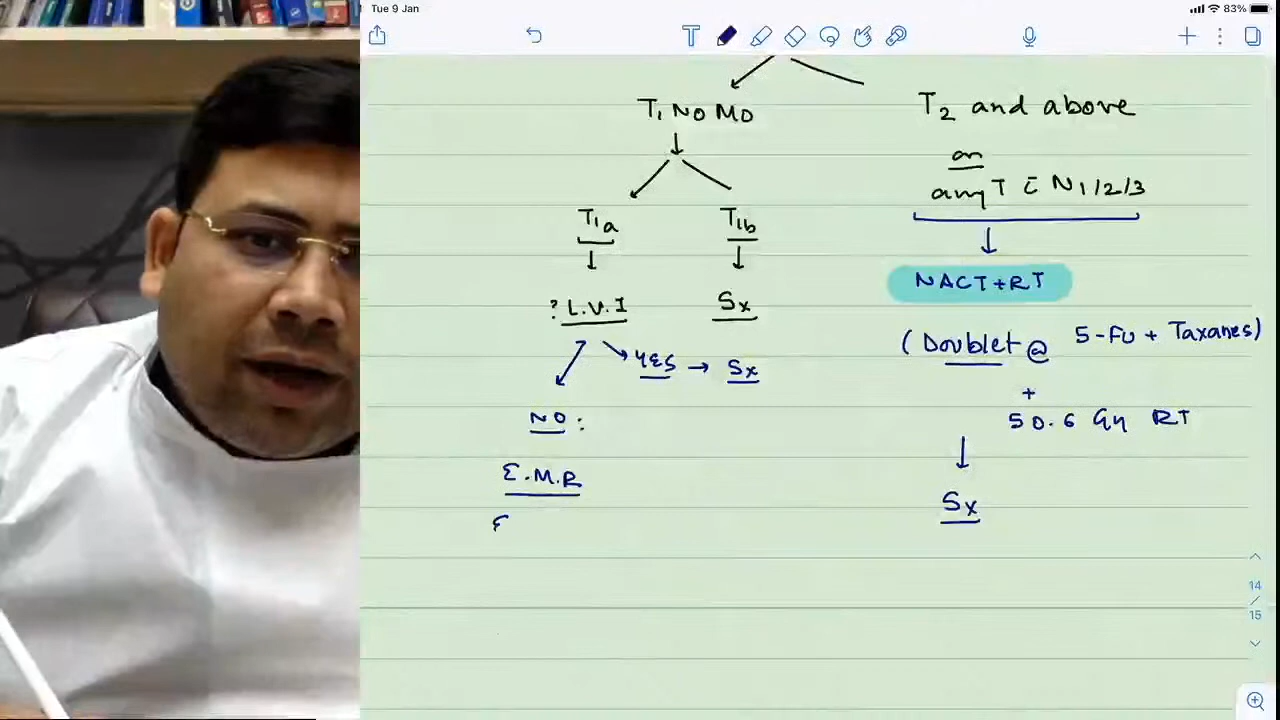 Tue 9 Jan
83%
T1 N0 M0
T2 and above
or
any T c̄ N1/2/3
T1a
T1b
NACT+RT
? L.V.I
Sx
(Doublet @ 5-FU + Taxanes)
YES → Sx
+
50.6 Gy RT
NO:
E.M.R
Sx
E
14
/
15